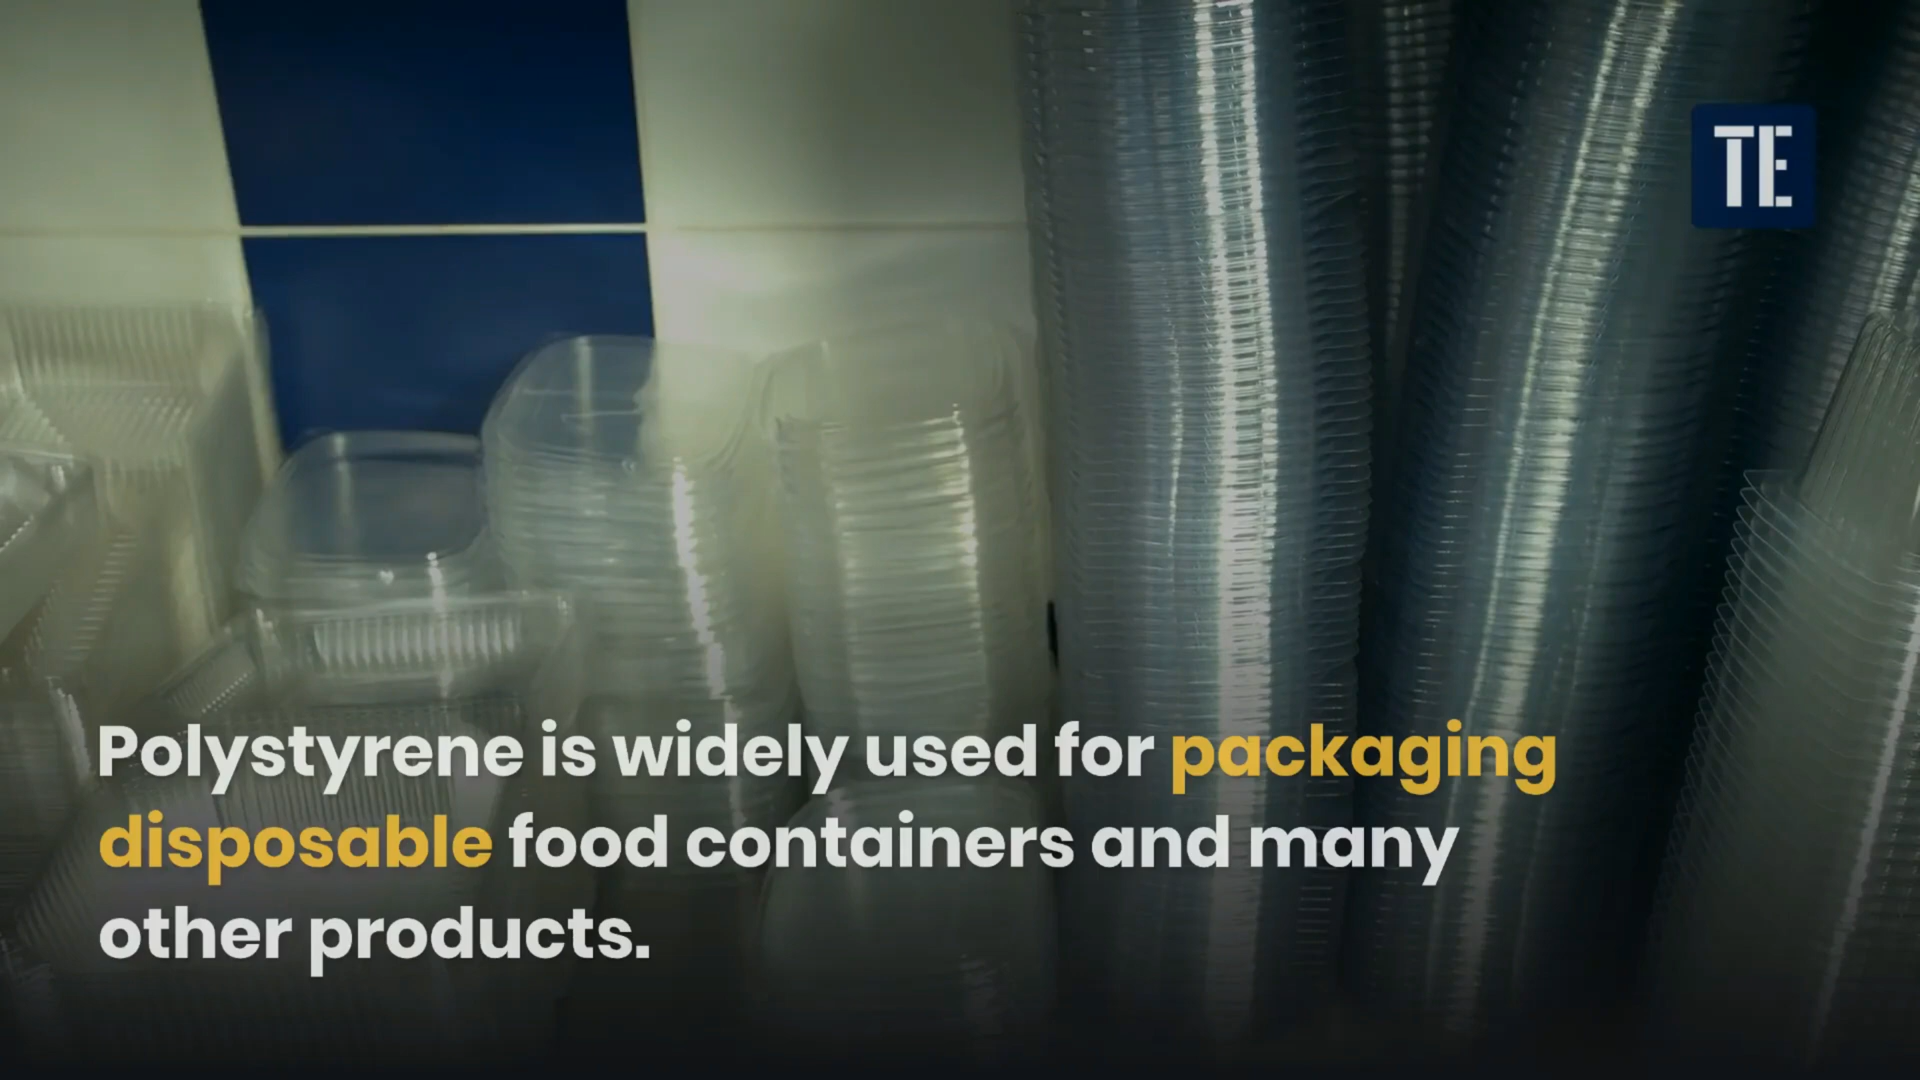 TE
Polystyrene is widely used for packaging
disposable food containers and many
other products.